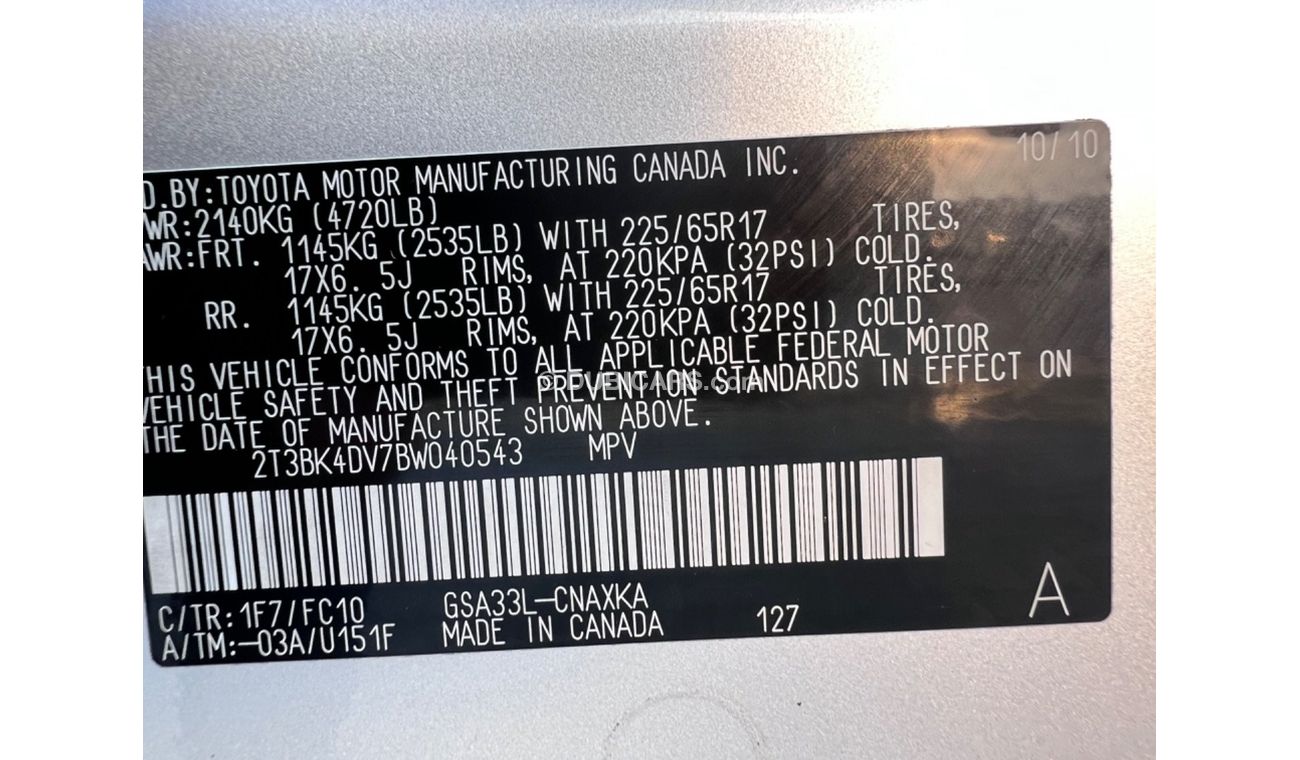 10/10
D.BY:TOYOTA MOTOR MANUFACTURING CANADA INC.
WR:2140KG (4720LB)
AWR:FRT. 1145KG (2535LB) WITH 225/65R17 TIRES,
17X6. 5J RIMS, AT 220KPA (32PSI) COLD.
RR. 1145KG (2535LB) WITH 225/65R17 TIRES,
17X6. 5J RIMS, AT 220KPA (32PSI) COLD.
THIS VEHICLE CONFORMS TO ALL APPLICABLE FEDERAL MOTOR
VEHICLE SAFETY AND THEFT PREVENTION STANDARDS IN EFFECT ON
THE DATE OF MANUFACTURE SHOWN ABOVE.
© DUBICARS.com
2T3BK4DV7BW040543 MPV
C/TR:1F7/FC10 GSA33L-CNAXKA
A/TM:-03A/U151F MADE IN CANADA 127 A